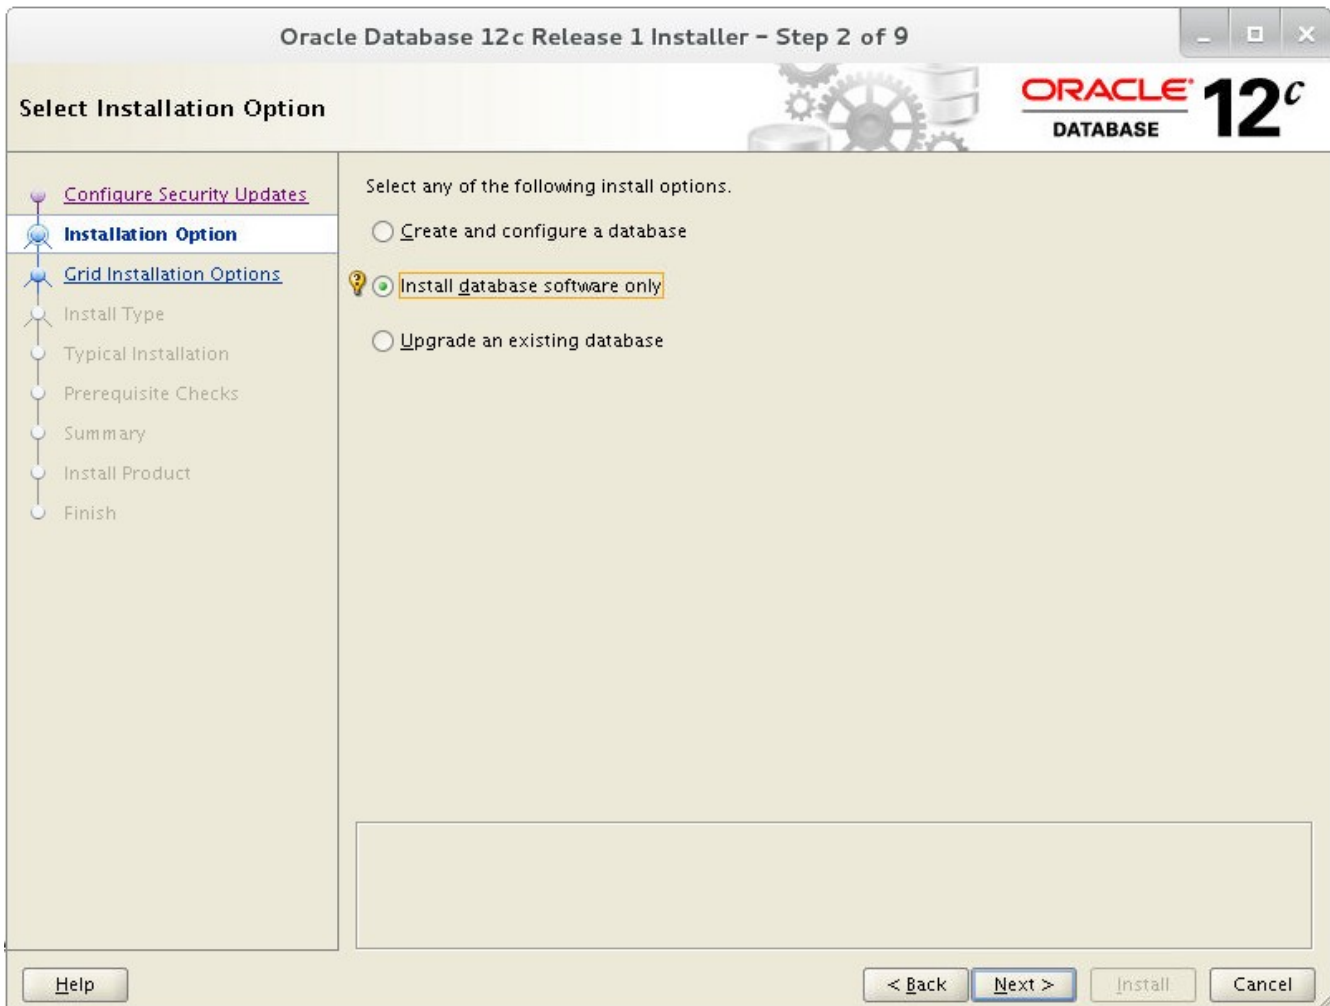 Oracle Database 12c Release 1 Installer - Step 2 of 9
Select Installation Option
ORACLE 12c
DATABASE
Configure Security Updates
Installation Option
Grid Installation Options
Install Type
Typical Installation
Prerequisite Checks
Summary
Install Product
Finish
Select any of the following install options.
Create and configure a database
Install database software only
Upgrade an existing database
Help
< Back
Next >
Install
Cancel